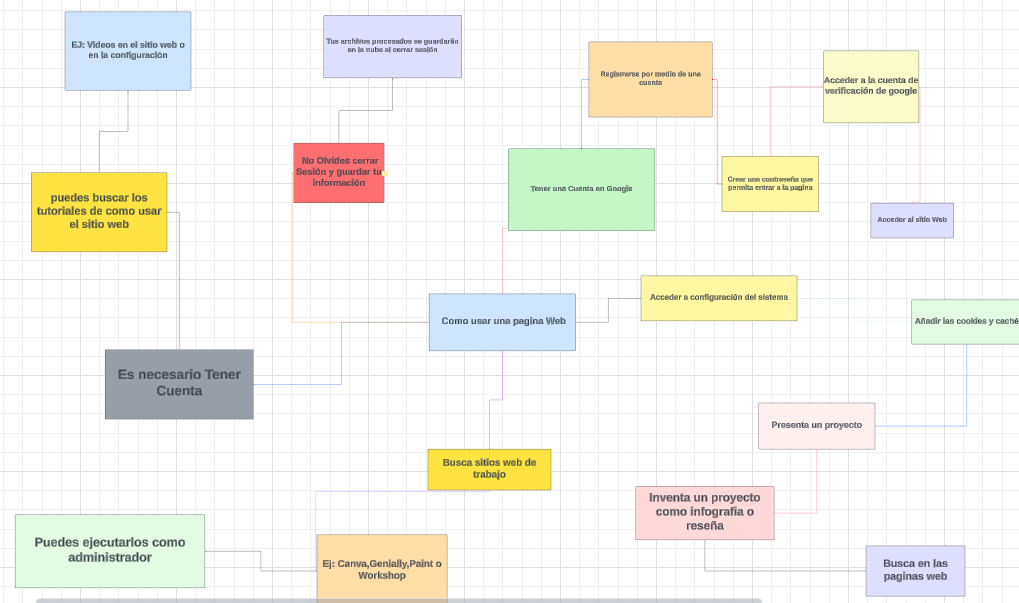 EJ: Videos en el sitio web o
en la configuración
Tus archivos procesados se guardarán
en la nube al cerrar sesión
Regístrarse por medio de una
cuenta
Acceder a la cuenta de
verificación de google
No Olvides cerrar
Sesión y guardar tu
información
Tener una Cuenta en Google
Crear una contraseña que
permita entrar a la pagina
puedes buscar los
tutoriales de como usar
el sitio web
Acceder al sitio Web
Acceder a configuración del sistema
Como usar una pagina Web
Añadir las cookies y caché
Es necesario Tener
Cuenta
Presenta un proyecto
Busca sitios web de
trabajo
Inventa un proyecto
como infografia o
reseña
Puedes ejecutarlos como
administrador
Ej: Canva,Genially,Paint o
Workshop
Busca en las
paginas web